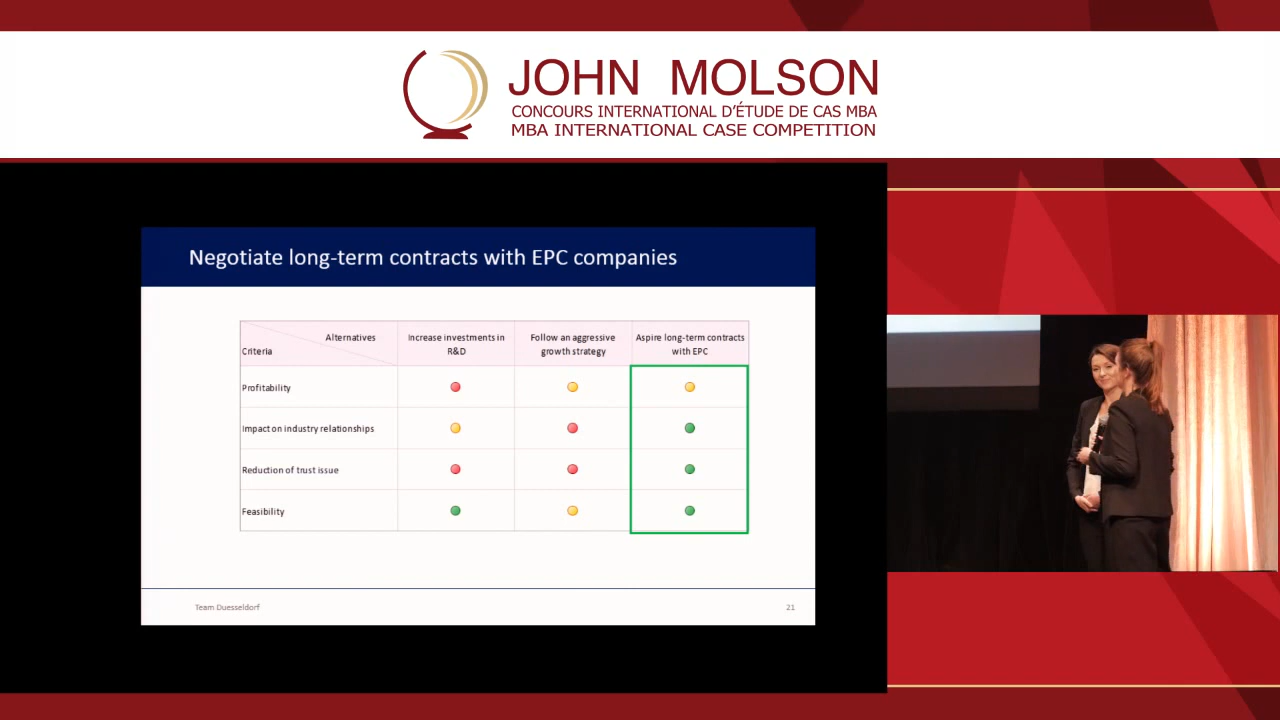 JOHN MOLSON
CONCOURS INTERNATIONAL D'ÉTUDE DE CAS MBA
MBA INTERNATIONAL CASE COMPETITION
Negotiate long-term contracts with EPC companies
Alternatives
Criteria
Increase investments in
R&D
Follow an aggressive
growth strategy
Aspire long-term contracts
with EPC
Profitability
Impact on industry relationships
Reduction of trust issue
Feasibility
Team Duesseldorf
21